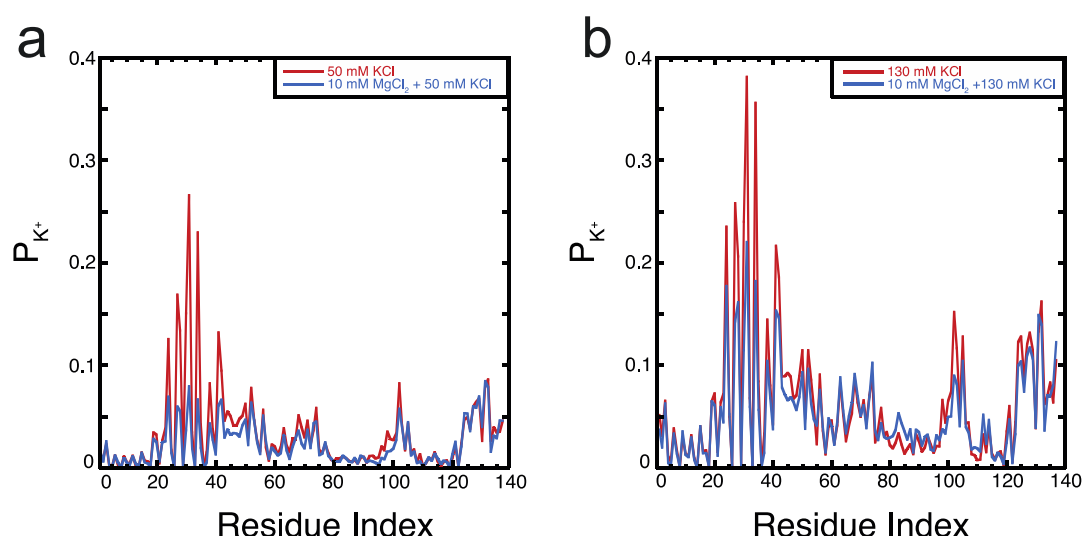 a
0.4
50 mM KCl
10 mM MgCl₂ + 50 mM KCl
0.3
0.2
0.1
0
P_K⁺
0 20 40 60 80 100 120 140
Residue Index
b
0.4
130 mM KCl
10 mM MgCl₂ +130 mM KCl
0.3
0.2
0.1
0
P_K⁺
0 20 40 60 80 100 120 140
Residue Index